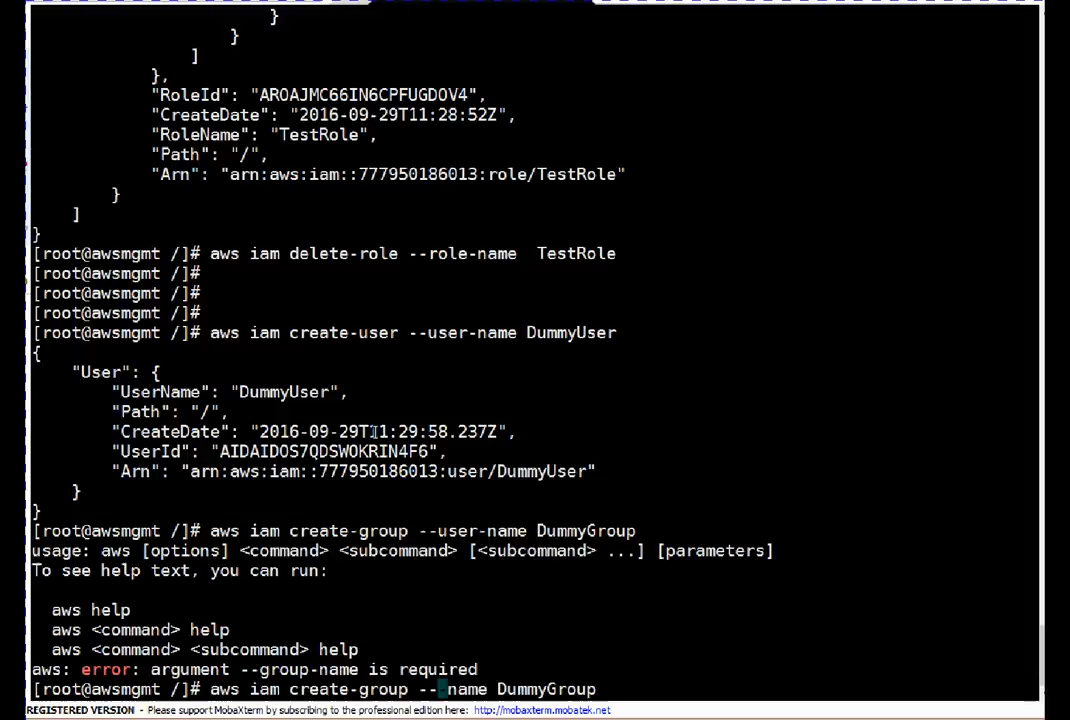 }
}
]
},
"RoleId": "AROAJMC66IN6CPFUGDOV4",
"CreateDate": "2016-09-29T11:28:52Z",
"RoleName": "TestRole",
"Path": "/",
"Arn": "arn:aws:iam::777950186013:role/TestRole"
}
]
}
[root@awsmgmt /]# aws iam delete-role --role-name  TestRole
[root@awsmgmt /]#
[root@awsmgmt /]#
[root@awsmgmt /]#
[root@awsmgmt /]# aws iam create-user --user-name DummyUser
{
"User": {
"UserName": "DummyUser",
"Path": "/",
"CreateDate": "2016-09-29T11:29:58.237Z",
"UserId": "AIDAIDOS7QDSWOKRIN4F6",
"Arn": "arn:aws:iam::777950186013:user/DummyUser"
}
}
[root@awsmgmt /]# aws iam create-group --user-name DummyGroup
usage: aws [options] <command> <subcommand> [<subcommand> ...] [parameters]
To see help text, you can run:
aws help
aws <command> help
aws <command> <subcommand> help
aws: error: argument --group-name is required
[root@awsmgmt /]# aws iam create-group ---name DummyGroup
REGISTERED VERSION - Please support MobaXterm by subscribing to the professional edition here: http://mobaxterm.mobatek.net